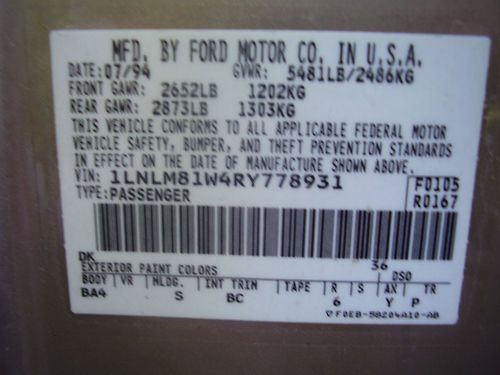 MFD. BY FORD MOTOR CO. IN U.S.A.
DATE: 07/94 GVWR: 5481LB/2486KG
FRONT GAWR: 2652LB 1202KG
REAR GAWR: 2873LB 1303KG
THIS VEHICLE CONFORMS TO ALL APPLICABLE FEDERAL MOTOR
VEHICLE SAFETY, BUMPER, AND THEFT PREVENTION STANDARDS
IN EFFECT ON THE DATE OF MANUFACTURE SHOWN ABOVE.
VIN: 1LNLM81W4RY778931 F0105
TYPE: PASSENGER R0167
DK 36
EXTERIOR PAINT COLORS DSO
BODY VR MLDG. INT TRIM TAPE R S AX TR
BA4 S BC 6 Y P
▽ F0EB-58204A10-AB